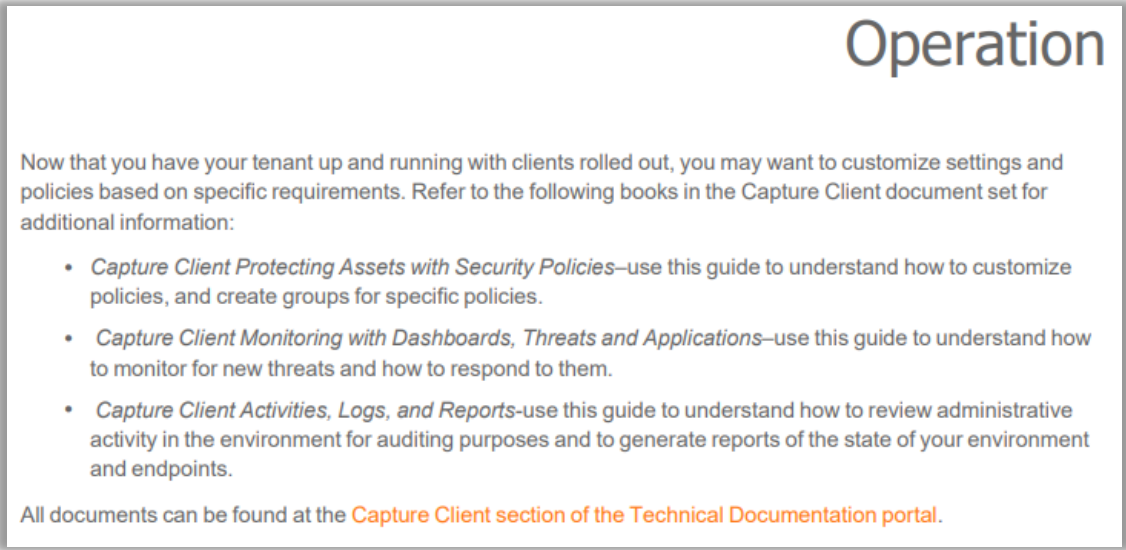 Operation
Now that you have your tenant up and running with clients rolled out, you may want to customize settings and
policies based on specific requirements. Refer to the following books in the Capture Client document set for
additional information:
• Capture Client Protecting Assets with Security Policies–use this guide to understand how to customize
policies, and create groups for specific policies.
• Capture Client Monitoring with Dashboards, Threats and Applications–use this guide to understand how
to monitor for new threats and how to respond to them.
• Capture Client Activities, Logs, and Reports-use this guide to understand how to review administrative
activity in the environment for auditing purposes and to generate reports of the state of your environment
and endpoints.
All documents can be found at the Capture Client section of the Technical Documentation portal.